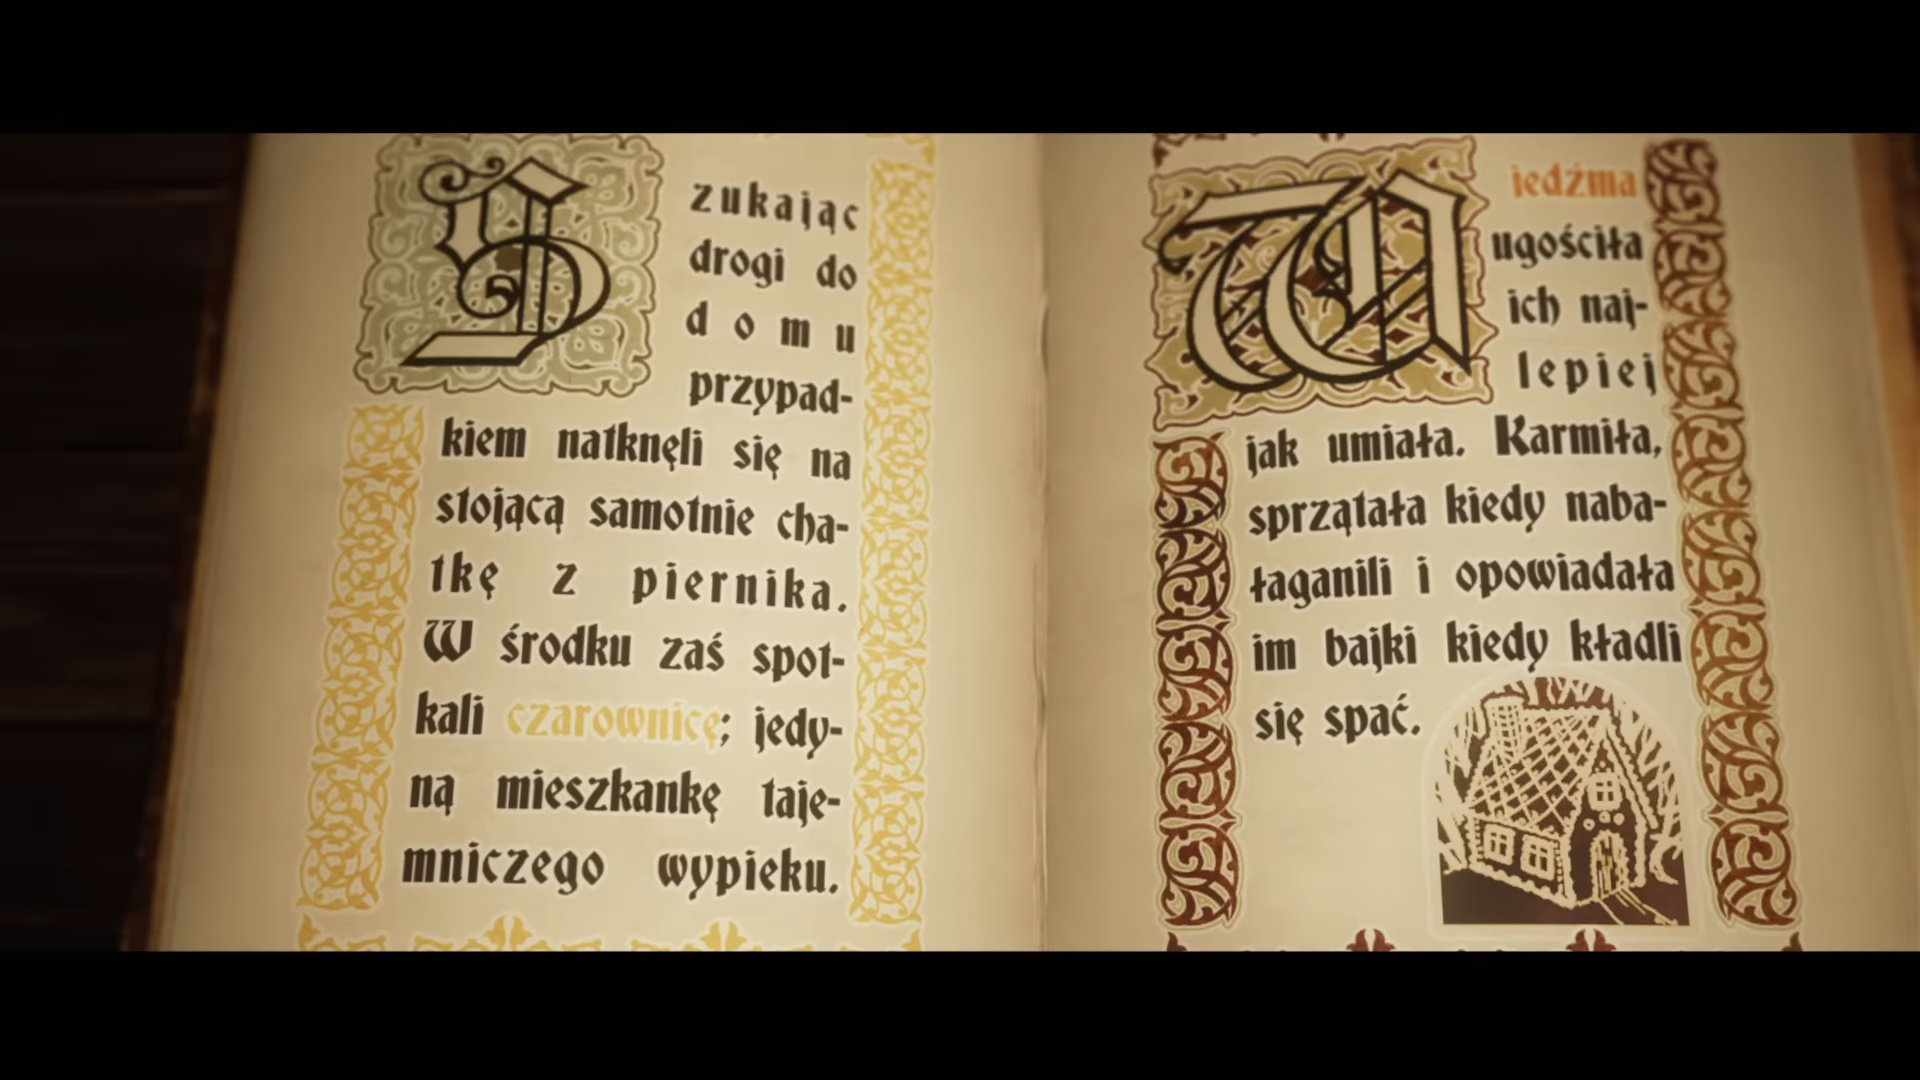 Szukając
drogi do
domu
przypad-
kiem natknęli się na
stojącą samotnie cha-
tkę z piernika.
W środku zaś spot-
kali czarownicę; jedy-
ną mieszkankę taje-
mniczego wypieku.
Wiedźma
ugościła
ich naj-
lepiej
jak umiała. Karmiła,
sprzątała kiedy naba-
łaganili i opowiadała
im bajki kiedy kładli
się spać.